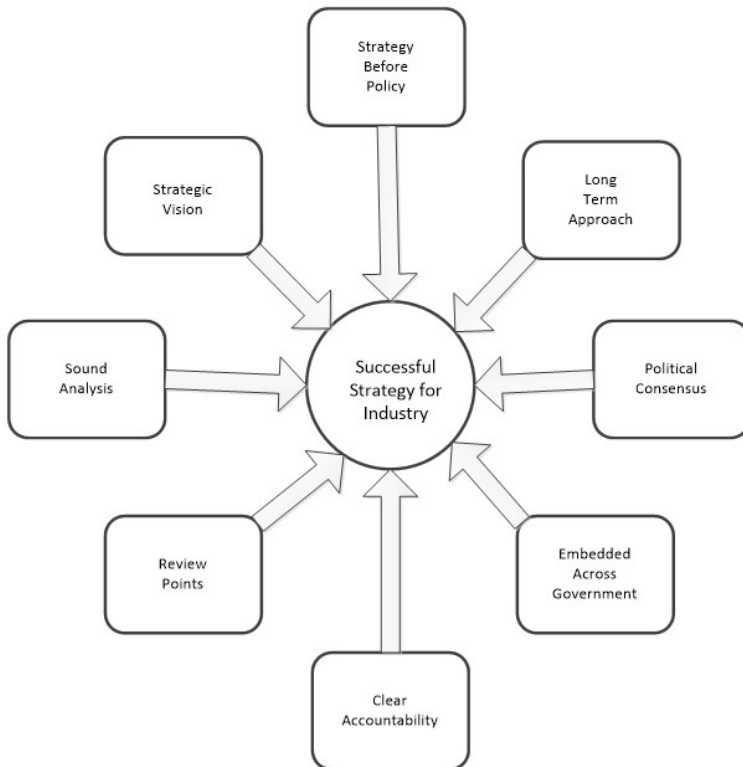 Strategy
Before
Policy
Long
Term
Approach
Strategic
Vision
Sound
Analysis
Successful
Strategy for
Industry
Political
Consensus
Review
Points
Embedded
Across
Government
Clear
Accountability